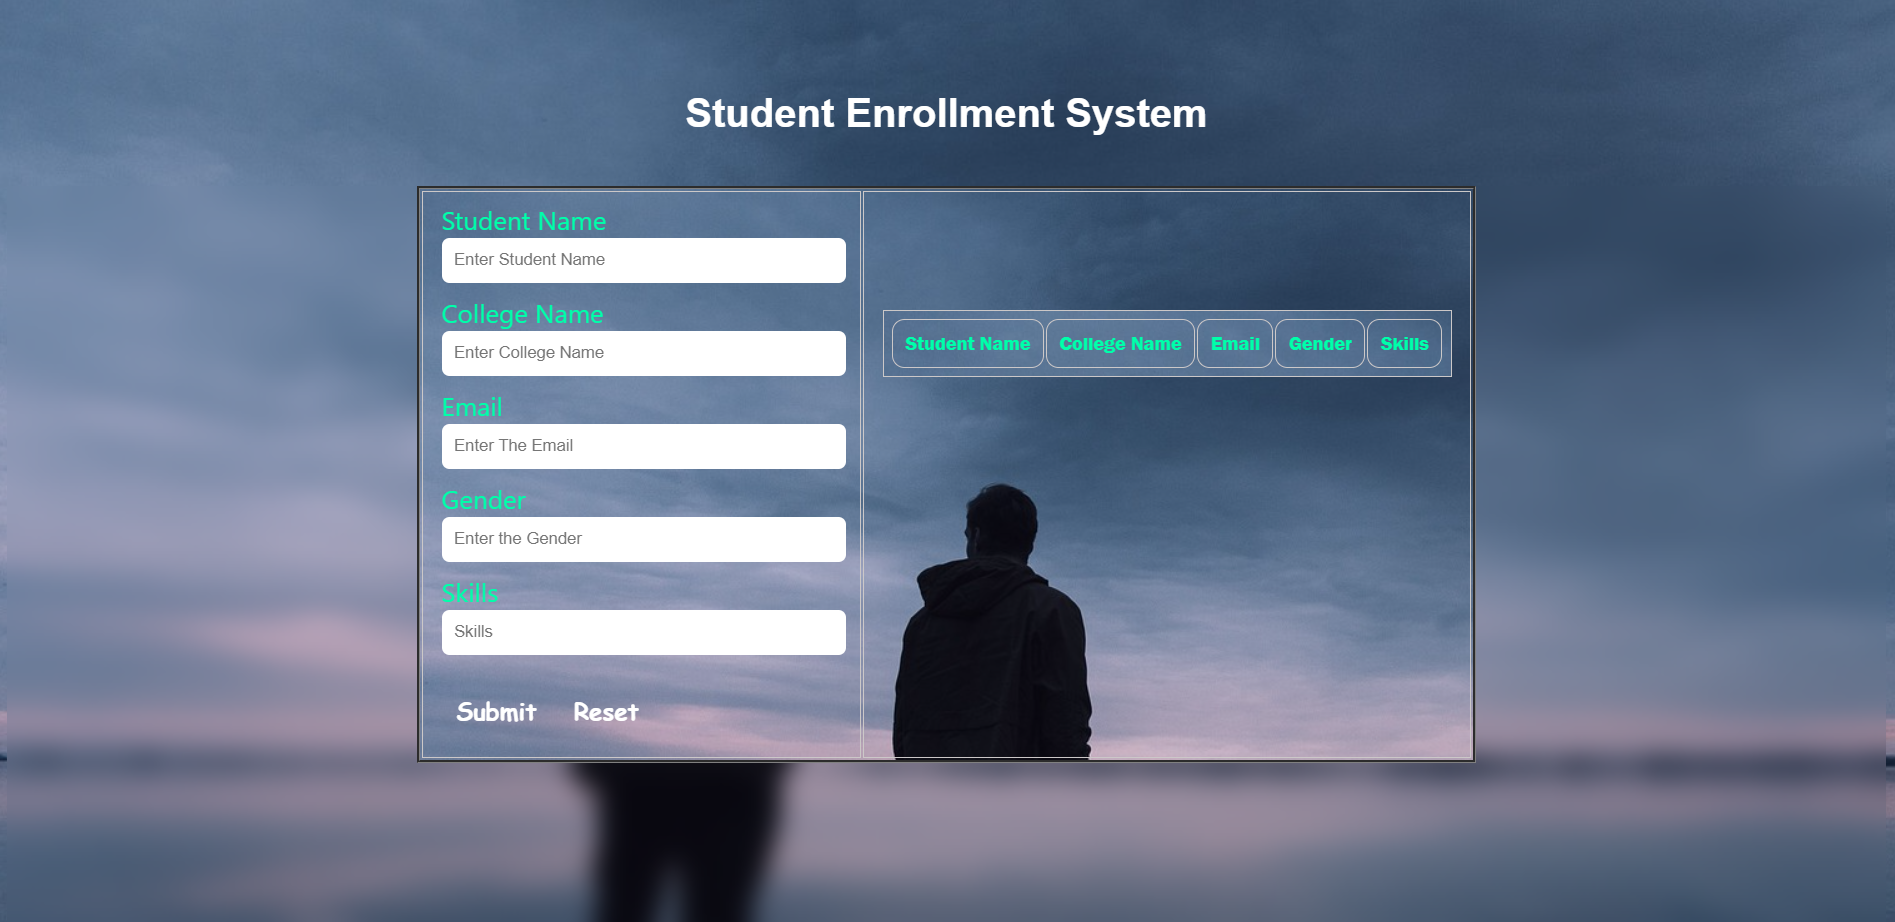 Student Enrollment System
Student Name
Enter Student Name
College Name
Enter College Name
Email
Enter The Email
Gender
Enter the Gender
Skills
Skills
Submit Reset
Student Name College Name Email Gender Skills